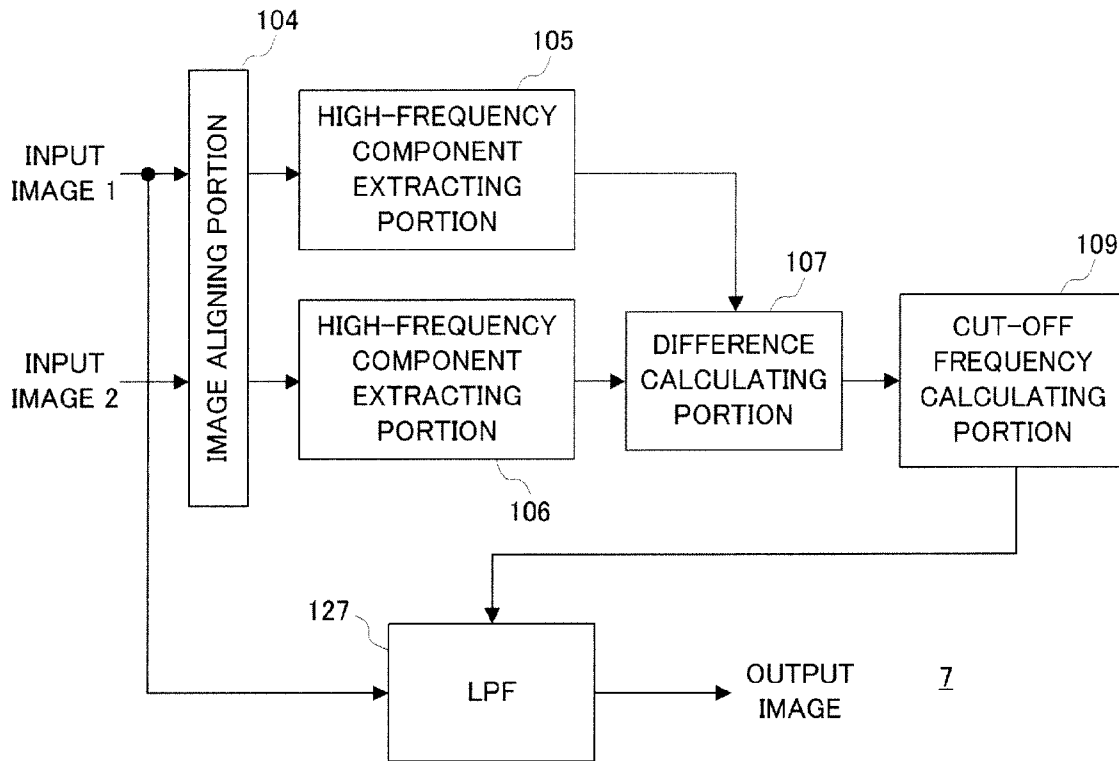 104
105
HIGH-FREQUENCY
COMPONENT
EXTRACTING
PORTION
INPUT
IMAGE 1
IMAGE ALIGNING PORTION
109
107
HIGH-FREQUENCY
COMPONENT
EXTRACTING
PORTION
INPUT
IMAGE 2
DIFFERENCE
CALCULATING
PORTION
CUT-OFF
FREQUENCY
CALCULATING
PORTION
106
127
LPF
OUTPUT
IMAGE
7